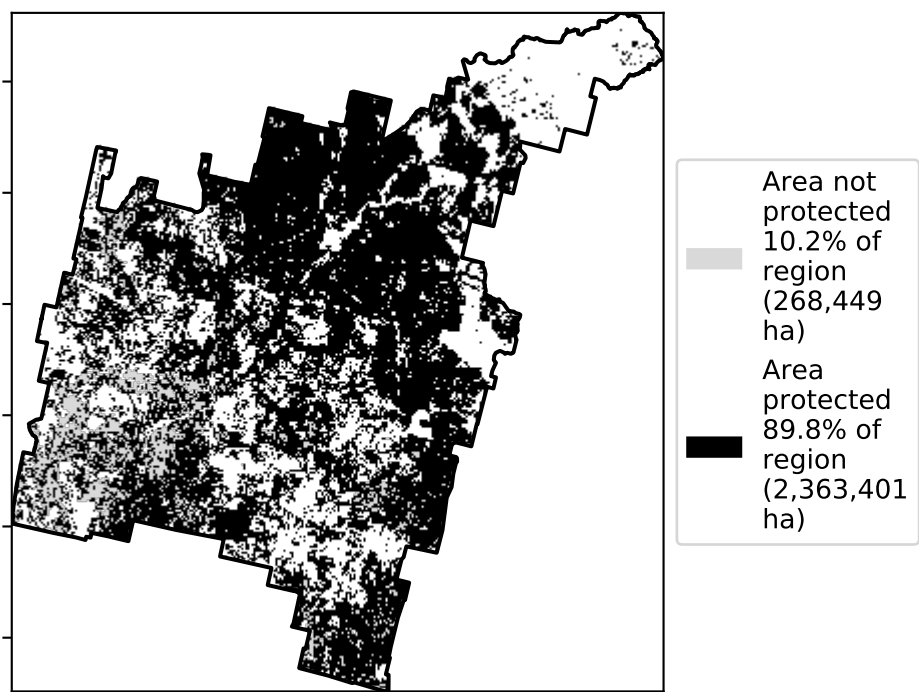 Area not
protected
10.2% of
region
(268,449
ha)
Area
protected
89.8% of
region
(2,363,401
ha)